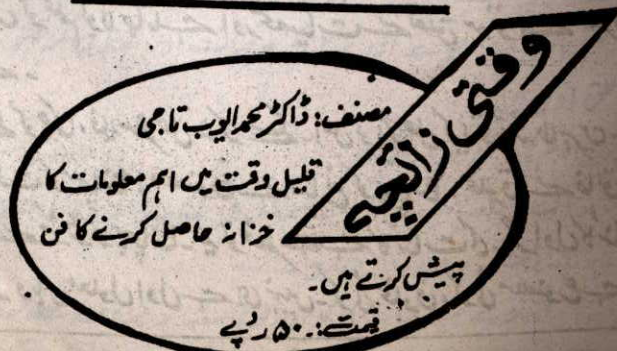 وقتی زائچہ
مصنف: ڈاکٹر محمد ایوب تاجی
قلیل وقت میں اہم معلومات کا
خزانہ حاصل کرنے کا فن
پیش کرتے ہیں۔
قیمت:۔ ۵۰ روپے